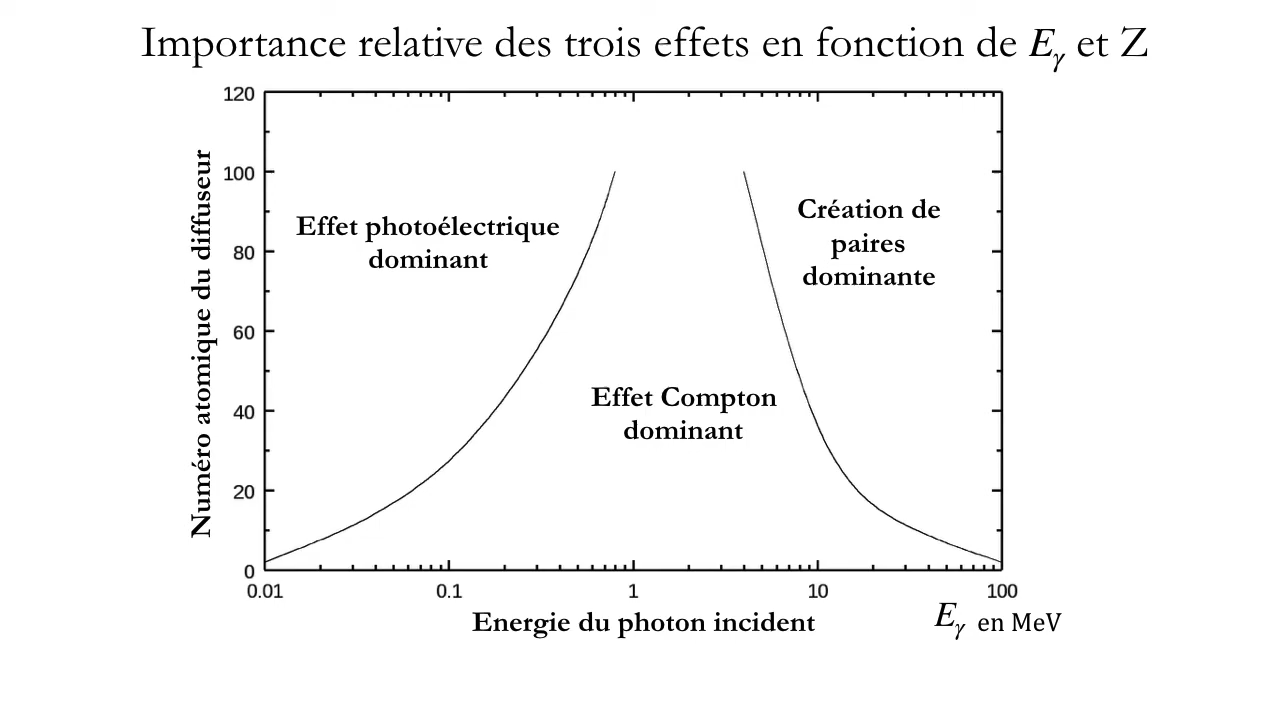 Importance relative des trois effets en fonction de Eγ et Z
120
100
80
60
40
20
0
Numéro atomique du diffuseur
Effet photoélectrique
dominant
Création de
paires
dominante
Effet Compton
dominant
0.01
0.1
1
10
100
Energie du photon incident
Eγ en MeV